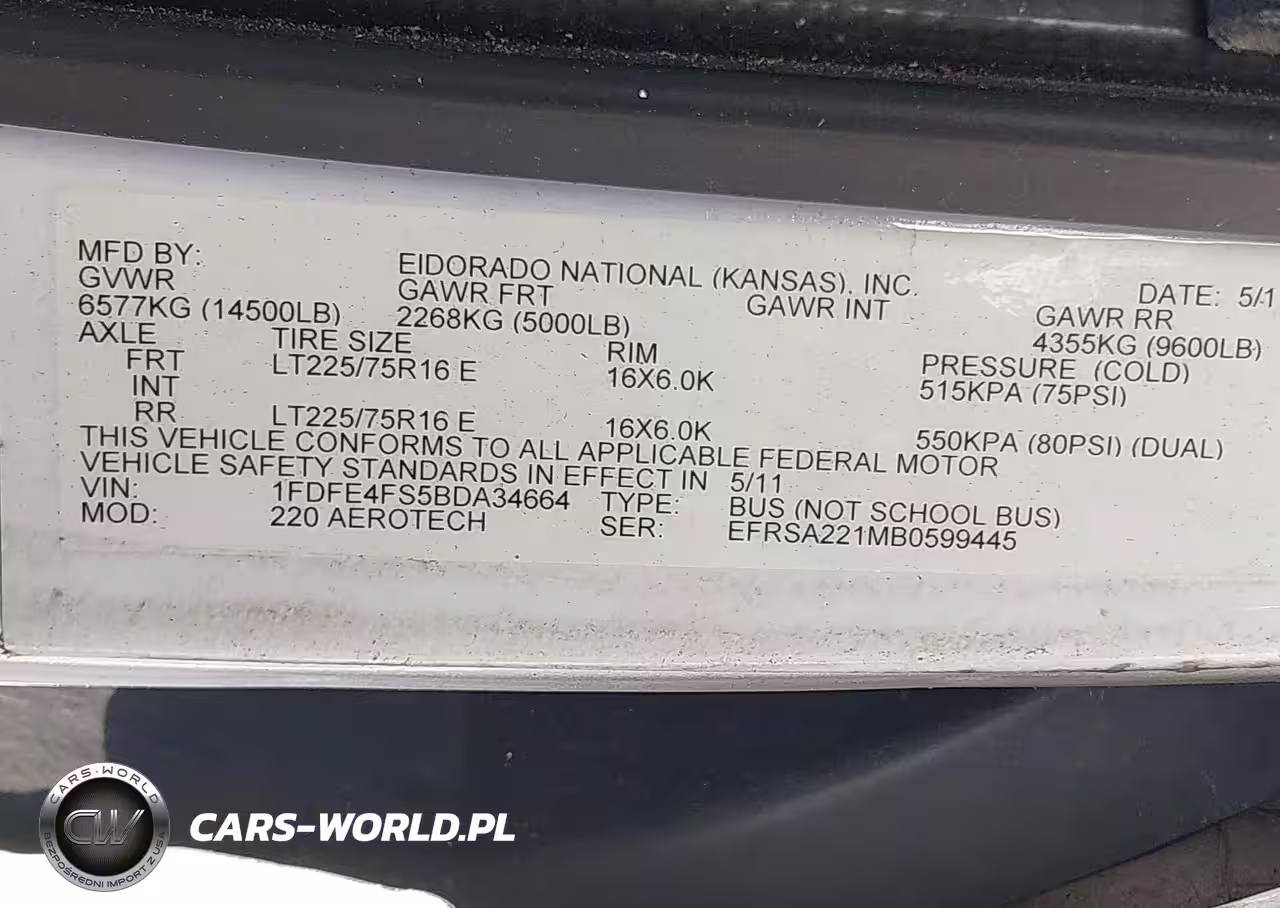 MFD BY: EIDORADO NATIONAL (KANSAS). INC. DATE: 5/1
GVWR GAWR FRT GAWR INT GAWR RR
6577KG (14500LB) 2268KG (5000LB) 4355KG (9600LB)
AXLE TIRE SIZE RIM PRESSURE (COLD)
FRT LT225/75R16 E 16X6.0K 515KPA (75PSI)
INT
RR LT225/75R16 E 16X6.0K 550KPA (80PSI) (DUAL)
THIS VEHICLE CONFORMS TO ALL APPLICABLE FEDERAL MOTOR
VEHICLE SAFETY STANDARDS IN EFFECT IN 5/11
VIN: 1FDFE4FS5BDA34664 TYPE: BUS (NOT SCHOOL BUS)
MOD: 220 AEROTECH SER: EFRSA221MB0599445
CARS-WORLD
CW
BEZPOŚREDNI IMPORT Z USA
CARS-WORLD.PL